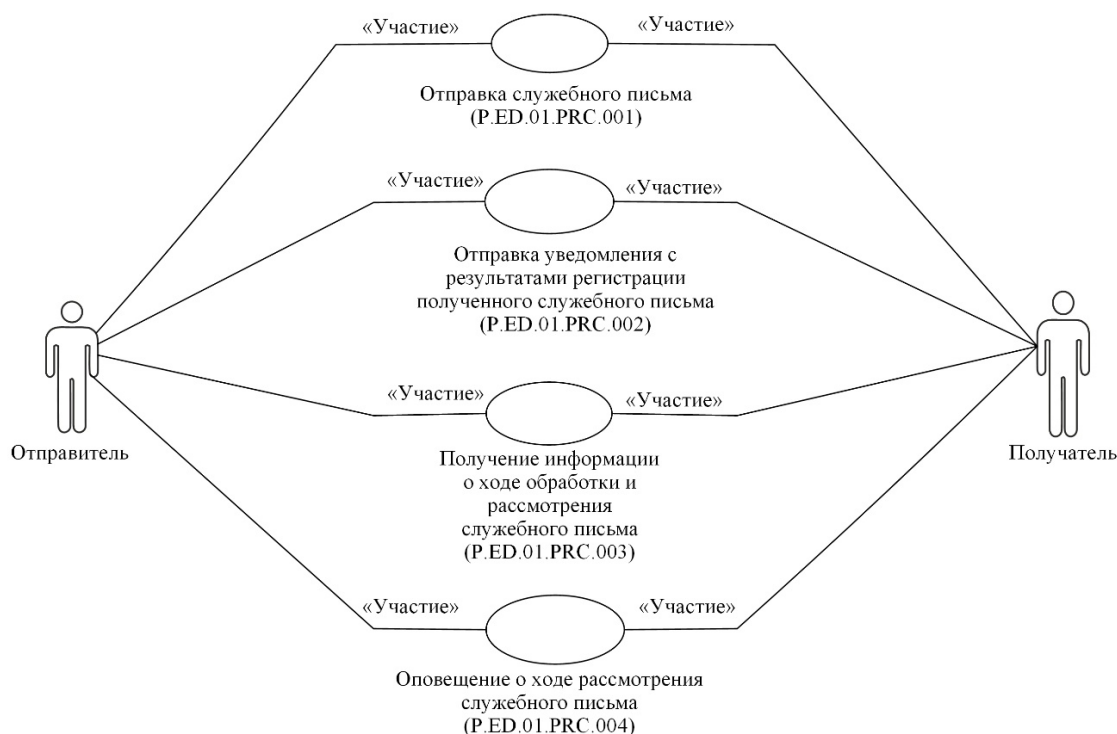 «Участие»
«Участие»
Отправка служебного письма
(P.ED.01.PRC.001)
«Участие»
«Участие»
Отправка уведомления с
результатами регистрации
полученного служебного письма
(P.ED.01.PRC.002)
«Участие»
«Участие»
Отправитель
Получатель
Получение информации
о ходе обработки и
рассмотрения
служебного письма
(P.ED.01.PRC.003)
«Участие»
«Участие»
Оповещение о ходе рассмотрения
служебного письма
(P.ED.01.PRC.004)